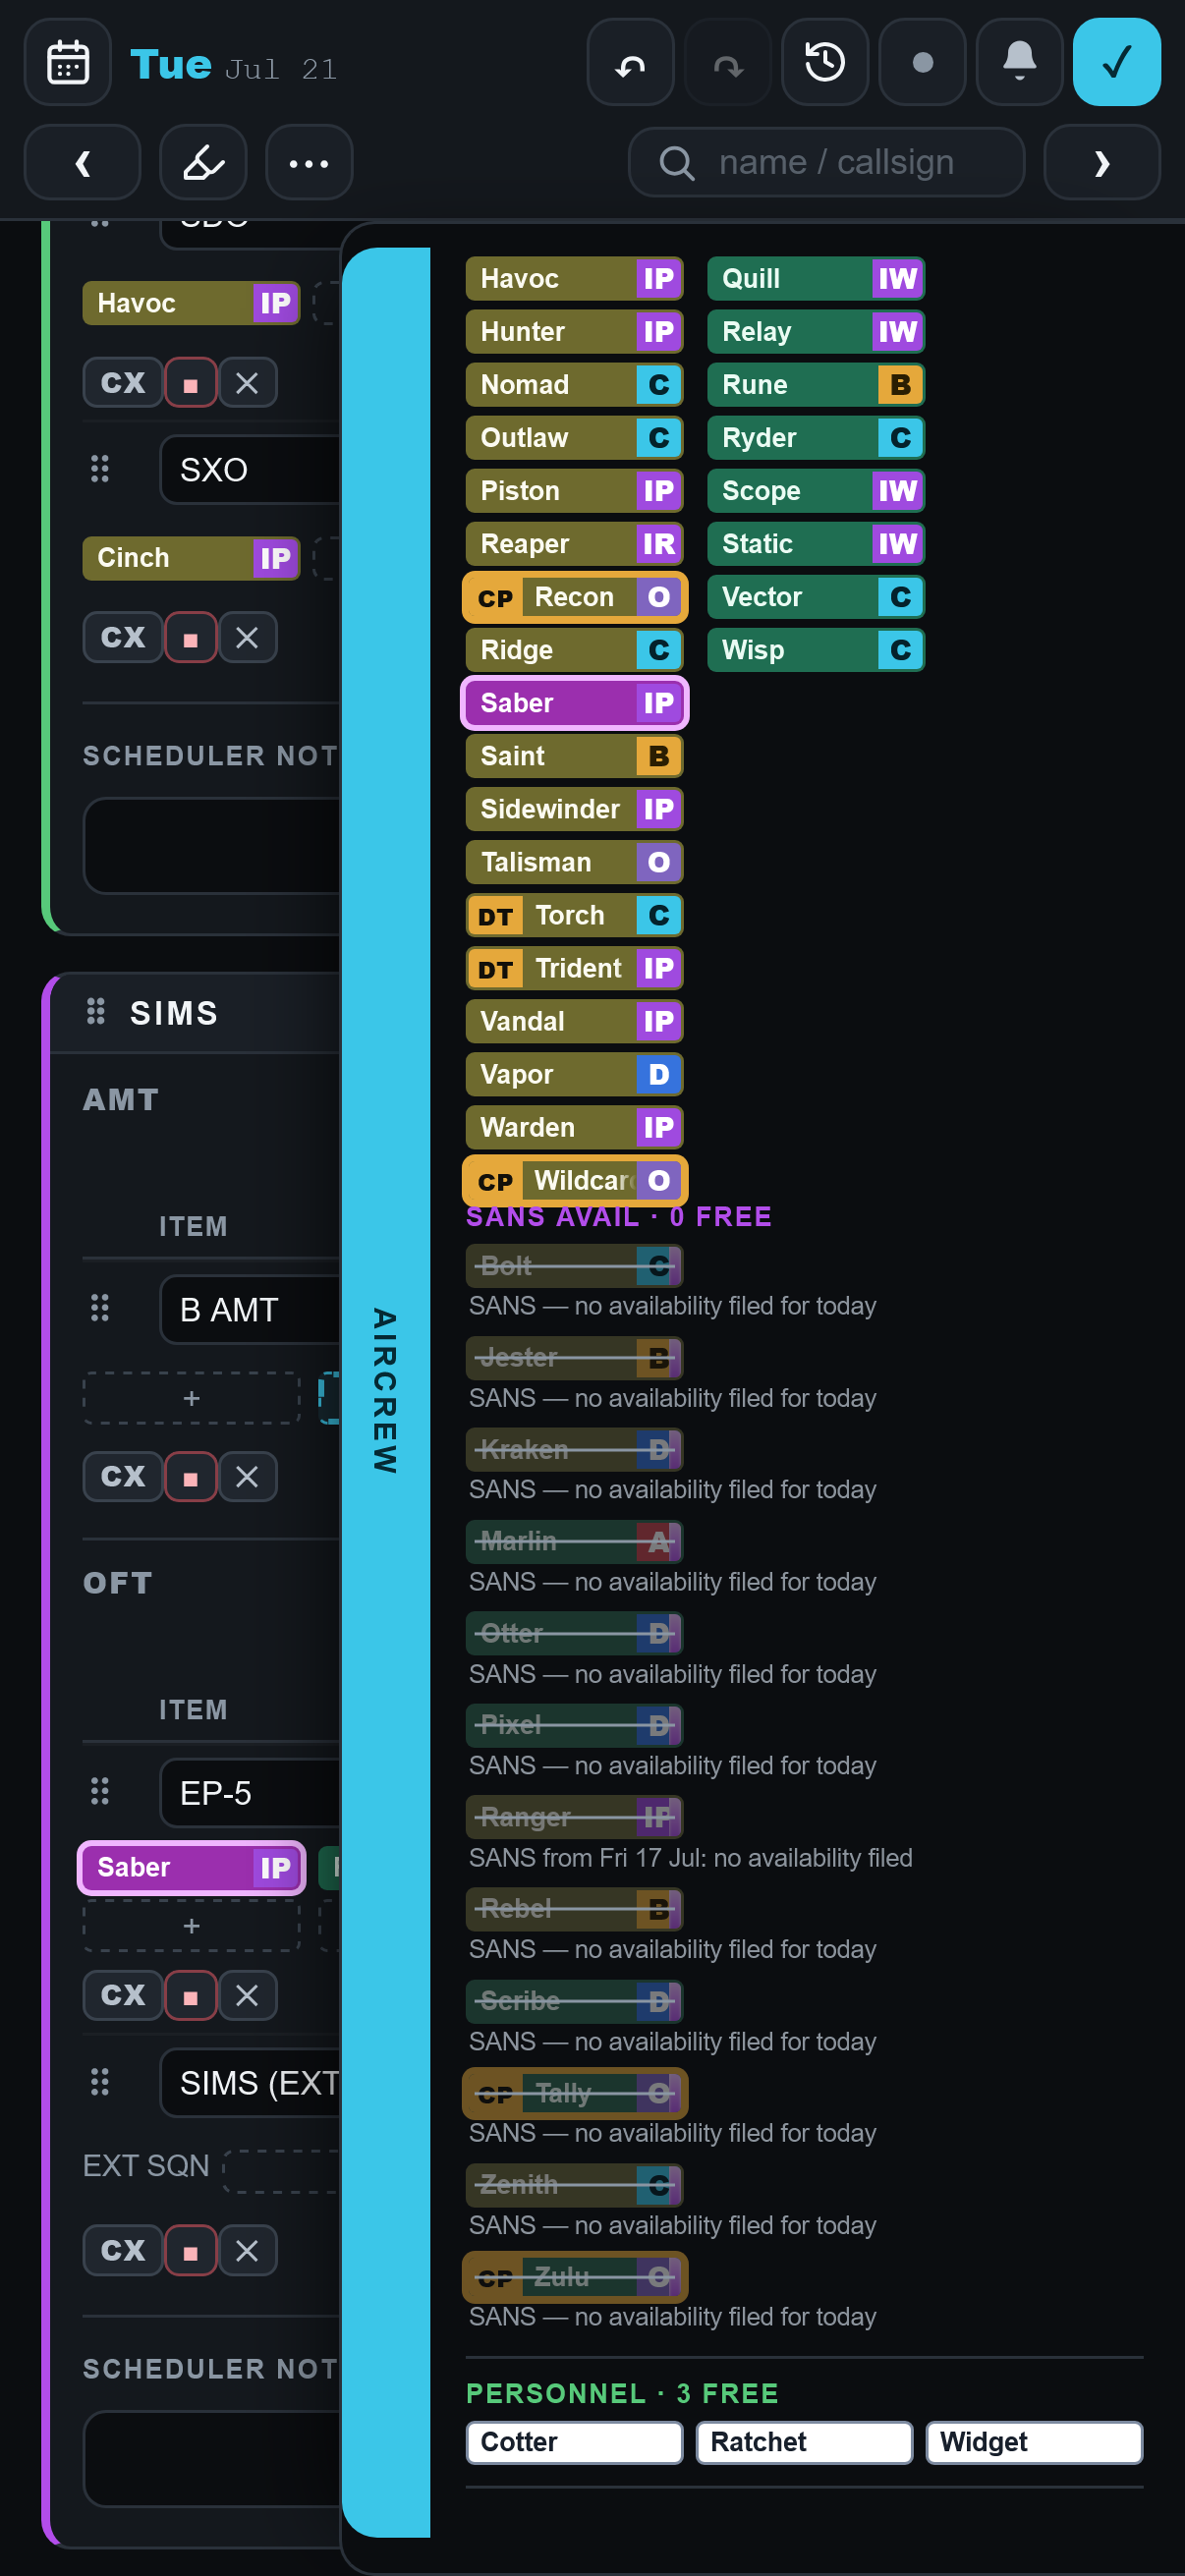 Tue Jul 21
name / callsign
Havoc IP
CX
SXO
Cinch IP
CX
SCHEDULER NOT
SIMS
AMT
ITEM
B AMT
+
CX
OFT
ITEM
EP-5
Saber IP
+
CX
SIMS (EXT
EXT SQN
CX
SCHEDULER NOT
AIRCREW
Havoc IP Quill IW
Hunter IP Relay IW
Nomad C Rune B
Outlaw C Ryder C
Piston IP Scope IW
Reaper IR Static IW
CP Recon O Vector C
Ridge C Wisp C
Saber IP
Saint B
Sidewinder IP
Talisman O
DT Torch C
DT Trident IP
Vandal IP
Vapor D
Warden IP
CP Wildcard O
SANS AVAIL · 0 FREE
Bolt C
SANS — no availability filed for today
Jester B
SANS — no availability filed for today
Kraken D
SANS — no availability filed for today
Marlin A
SANS — no availability filed for today
Otter D
SANS — no availability filed for today
Pixel D
SANS — no availability filed for today
Ranger IP
SANS from Fri 17 Jul: no availability filed
Rebel B
SANS — no availability filed for today
Scribe D
SANS — no availability filed for today
CP Tally O
SANS — no availability filed for today
Zenith C
SANS — no availability filed for today
CP Zulu O
SANS — no availability filed for today
PERSONNEL · 3 FREE
Cotter Ratchet Widget